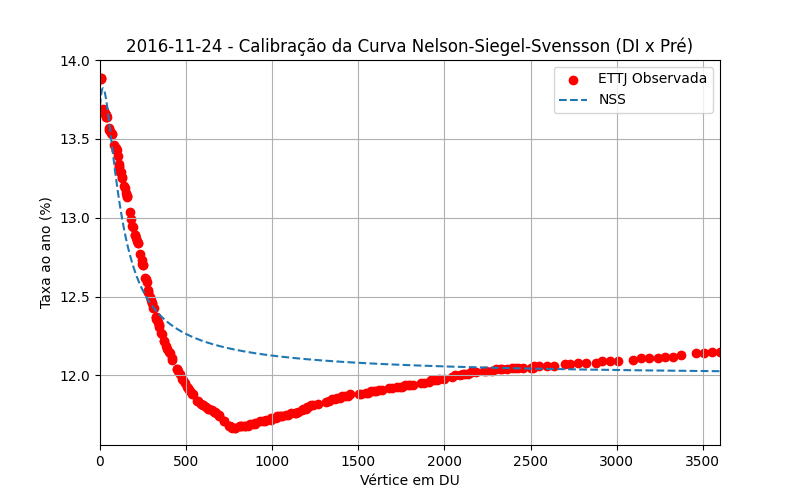 2016-11-24 - Calibração da Curva Nelson-Siegel-Svensson (DI x Pré)
14.0
13.5
13.0
12.5
12.0
Taxa ao ano (%)
ETTJ Observada
NSS
0 500 1000 1500 2000 2500 3000 3500
Vértice em DU